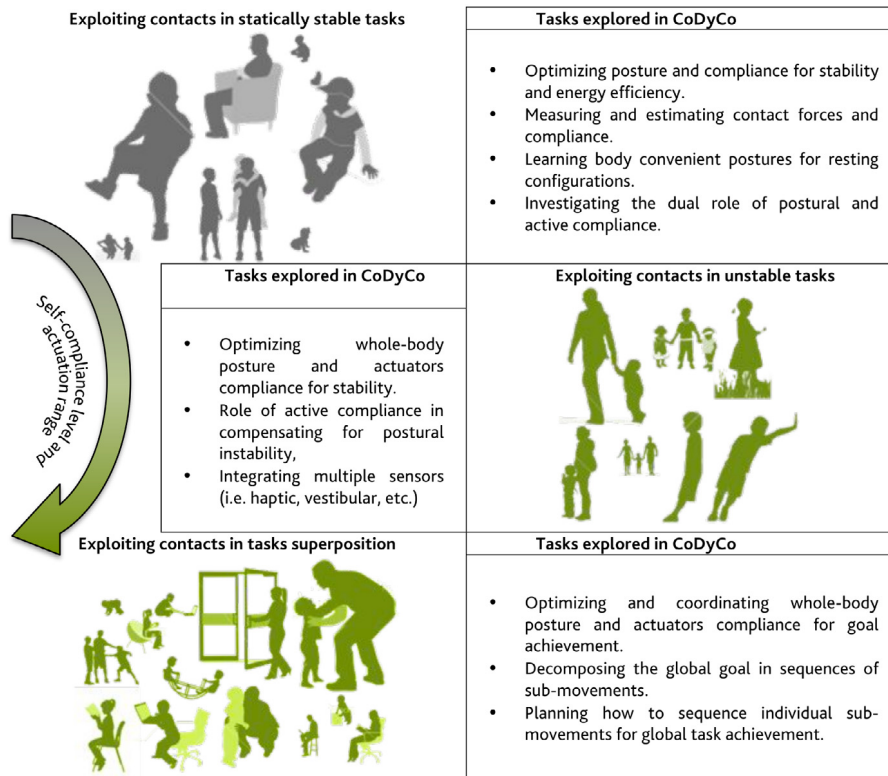 Exploiting contacts in statically stable tasks
Tasks explored in CoDyCo
• Optimizing posture and compliance for stability
and energy efficiency.
• Measuring and estimating contact forces and
compliance.
• Learning body convenient postures for resting
configurations.
• Investigating the dual role of postural and
active compliance.
Self-compliance level and
actuation range
Tasks explored in CoDyCo
• Optimizing whole-body
posture and actuators
compliance for stability.
• Role of active compliance in
compensating for postural
instability,
• Integrating multiple sensors
(i.e. haptic, vestibular, etc.)
Exploiting contacts in unstable tasks
Exploiting contacts in tasks superposition
Tasks explored in CoDyCo
• Optimizing and coordinating whole-body
posture and actuators compliance for goal
achievement.
• Decomposing the global goal in sequences of
sub-movements.
• Planning how to sequence individual sub-
movements for global task achievement.